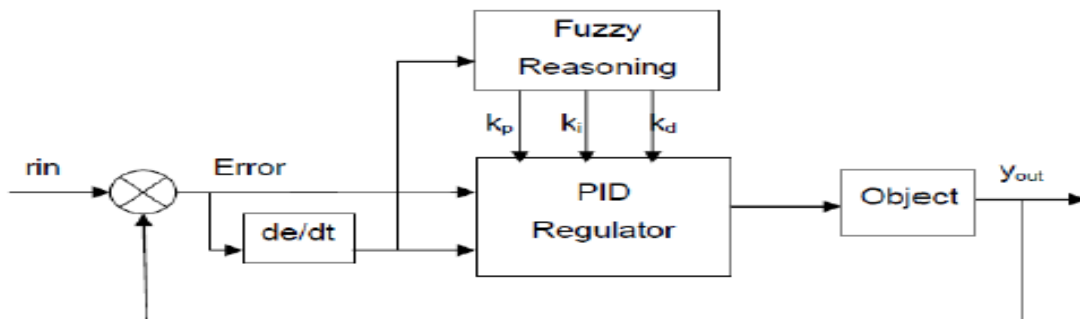 Fuzzy
Reasoning
kp ki kd
rin
Error
PID
Regulator
de/dt
Object
yout